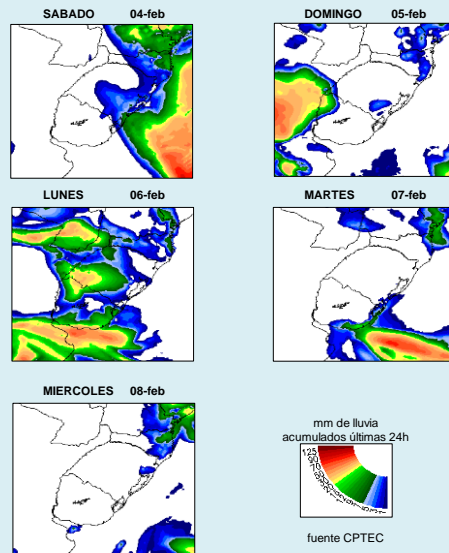 SABADO 04-feb
DOMINGO 05-feb
LUNES 06-feb
MARTES 07-feb
MIERCOLES 08-feb
mm de lluvia
acumulados últimas 24h
125
fuente CPTEC